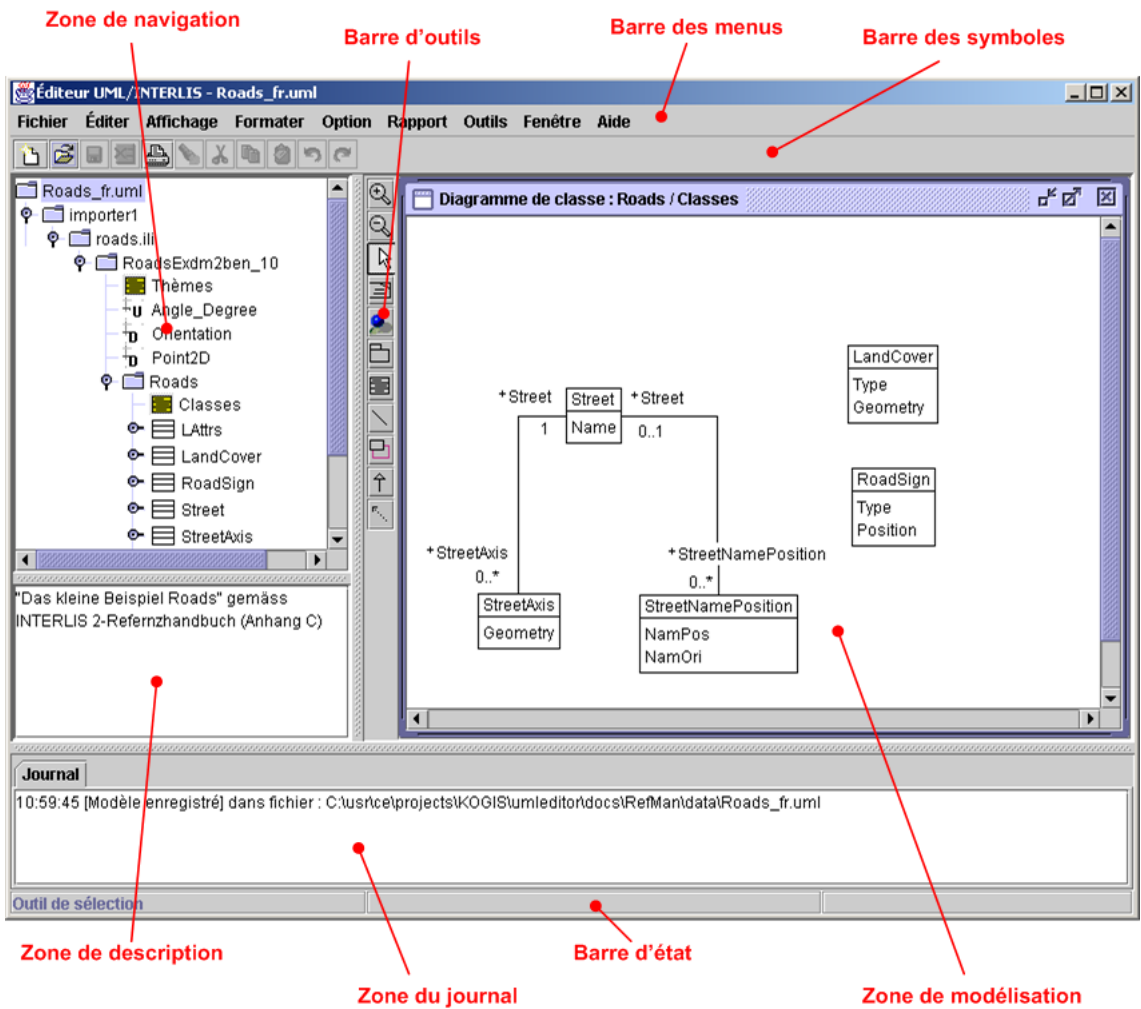 Zone de navigation
Barre d’outils
Barre des menus
Barre des symboles
Éditeur UML/INTERLIS - Roads_fr.uml
Fichier Éditer Affichage Formater Option Rapport Outils Fenêtre Aide
Roads_fr.uml
importer1
roads.ili
RoadsExdm2ben_10
Thèmes
U Angle_Degree
D Orientation
D Point2D
Roads
Classes
LAttrs
LandCover
RoadSign
Street
StreetAxis
"Das kleine Beispiel Roads" gemäss
INTERLIS 2-Refernzhandbuch (Anhang C)
Diagramme de classe : Roads / Classes
LandCover
Type
Geometry
+Street
Street
+Street
1
Name
0..1
RoadSign
Type
Position
+StreetAxis
0..*
StreetAxis
Geometry
+StreetNamePosition
0..*
StreetNamePosition
NamPos
NamOri
Journal
10:59:45 [Modèle enregistré] dans fichier : C:\usr\ce\projects\KOGIS\umleditor\docs\RefMan\data\Roads_fr.uml
Outil de sélection
Zone de description
Barre d’état
Zone du journal
Zone de modélisation